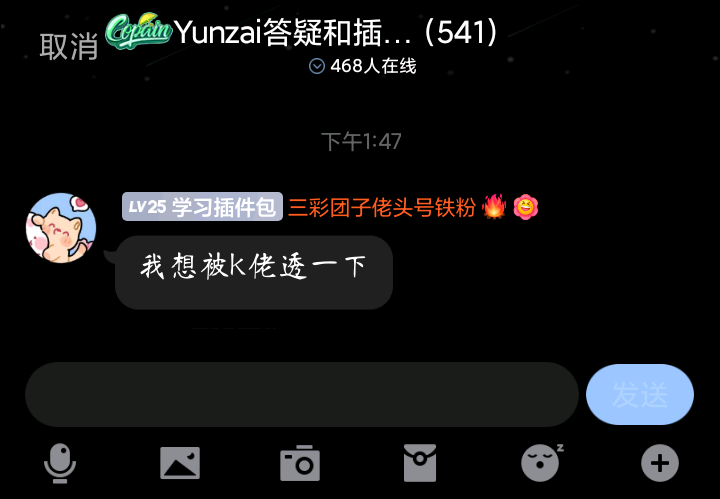 取消
Copain
Yunzai答疑和插...（541）
468人在线
下午1:47
LV25 学习插件包 三彩团子佬头号铁粉🔥
我想被k佬透一下
发送
z